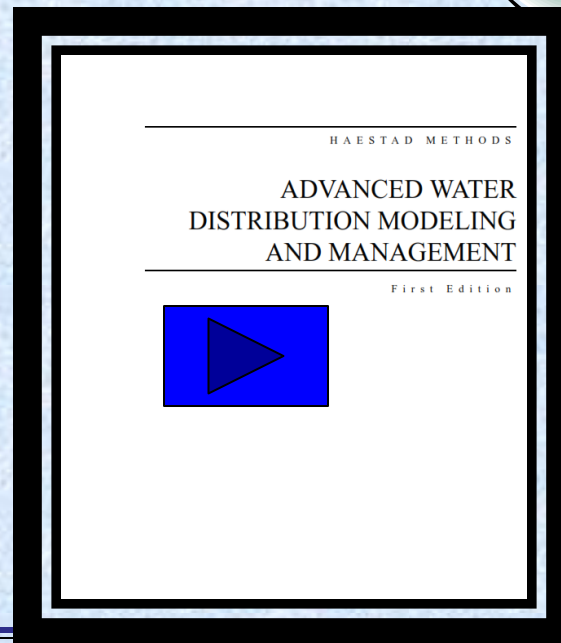 HAESTAD METHODS
ADVANCED WATER
DISTRIBUTION MODELING
AND MANAGEMENT
First Edition